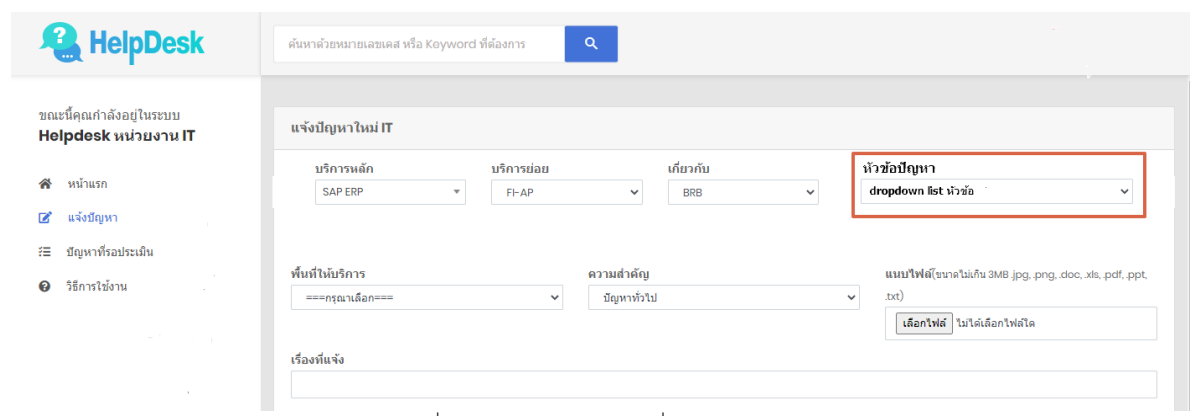 HelpDesk
ค้นหาด้วยหมายเลขเคส หรือ Keyword ที่ต้องการ
ขณะนี้คุณกำลังอยู่ในระบบ
Helpdesk หน่วยงาน IT
หน้าแรก
แจ้งปัญหา
ปัญหาที่รอประเมิน
วิธีการใช้งาน
แจ้งปัญหาใหม่ IT
บริการหลัก บริการย่อย เกี่ยวกับ หัวข้อปัญหา
SAP ERP FI-AP BRB dropdown list หัวข้อ
พื้นที่ให้บริการ ความสำคัญ แนบไฟล์(ขนาดไม่เกิน 3MB .jpg, .png, .doc, .xls, .pdf, .ppt,
.txt)
===กรุณาเลือก=== ปัญหาทั่วไป
เลือกไฟล์ ไม่ได้เลือกไฟล์ใด
เรื่องที่แจ้ง